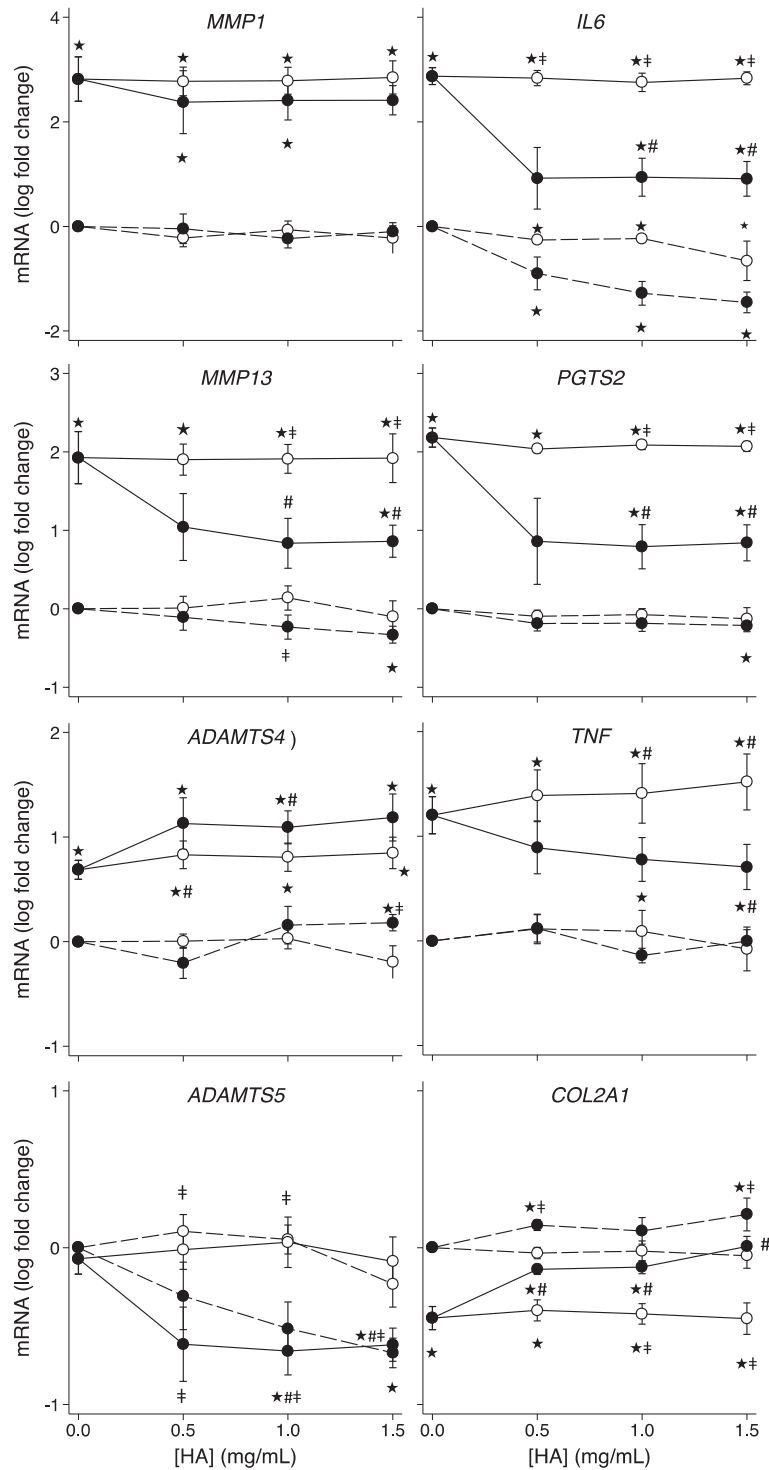 MMP1 IL6
4
★ ★ ★ ★ ★ ★‡ ★‡ ★‡
2
mRNA (log fold change)
★ ★ ★# ★#
0
★ ★ ★
-2
★ ★ ★
MMP13 PGTS2
3
★ ★ ★‡ ★‡ ★ ★ ★‡ ★‡
2
mRNA (log fold change)
# ★# ★# ★#
1
0
‡ ★ ★
-1
ADAMTS4 ) TNF
2
★ ★ ★# ★ ★ ★ ★# ★#
mRNA (log fold change)
1
★# ★ ★ ★
★‡ ★#
0
-1
ADAMTS5 COL2A1
1
‡ ‡ ★‡ ★‡
mRNA (log fold change)
0
#
★# ★#
★#‡ ★ ★ ★‡ ★‡
‡ ★#‡ ★
-1
0.0 0.5 1.0 1.5 0.0 0.5 1.0 1.5
[HA] (mg/mL) [HA] (mg/mL)